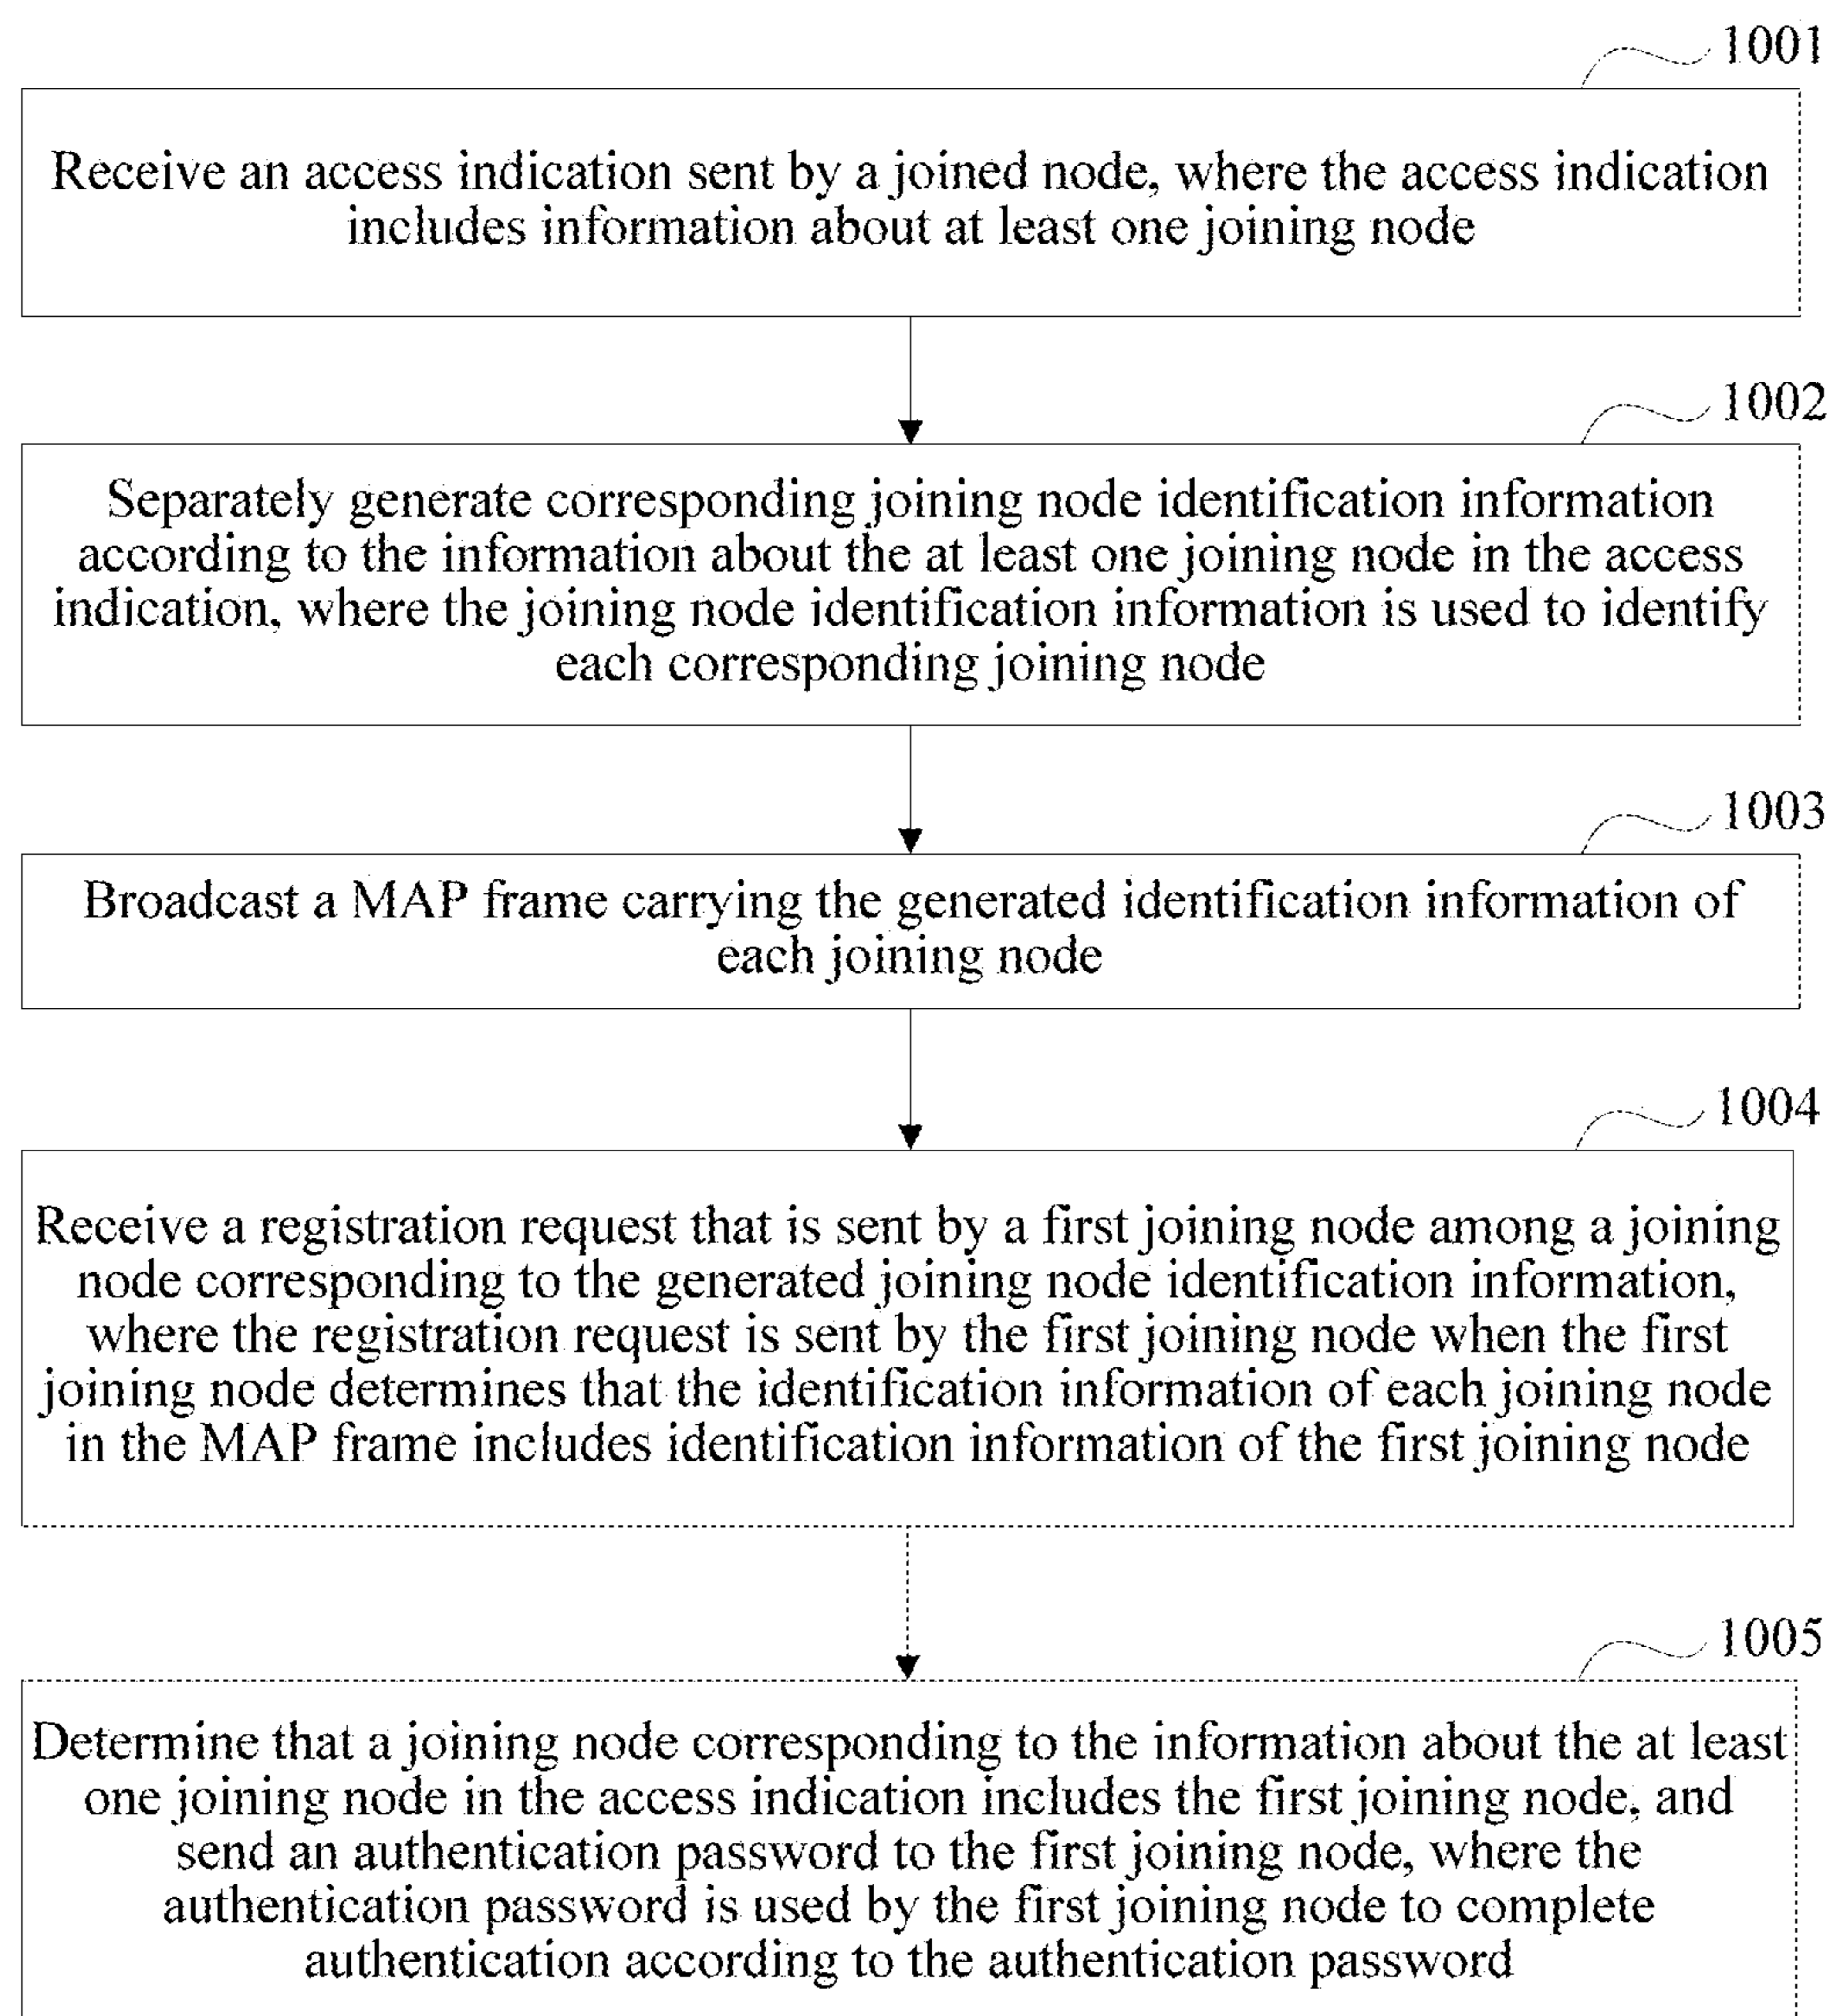 1001
Receive an access indication sent by a joined node, where the access indication
includes information about at least one joining node
1002
Separately generate corresponding joining node identification information
according to the information about the at least one joining node in the access
indication, where the joining node identification information is used to identify
each corresponding joining node
1003
Broadcast a MAP frame carrying the generated identification information of
each joining node
1004
Receive a registration request that is sent by a first joining node among a joining
node corresponding to the generated joining node identification information,
where the registration request is sent by the first joining node when the first
joining node determines that the identification information of each joining node
in the MAP frame includes identification information of the first joining node
1005
Determine that a joining node corresponding to the information about the at least
one joining node in the access indication includes the first joining node, and
send an authentication password to the first joining node, where the
authentication password is used by the first joining node to complete
authentication according to the authentication password